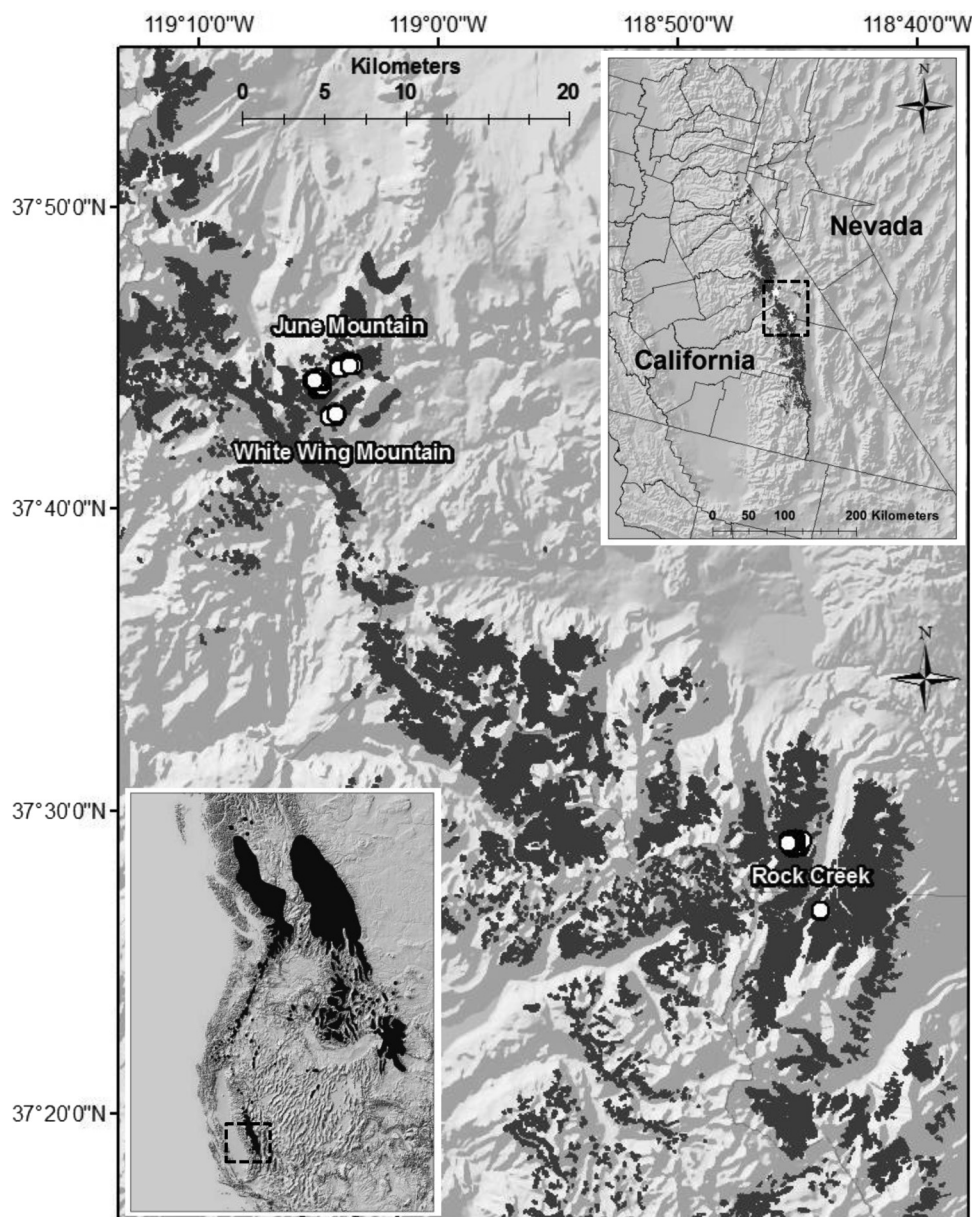 119°10'0"W 119°0'0"W 118°50'0"W 118°40'0"W
Kilometers
0 5 10 20
N
37°50'0"N
Nevada
June Mountain
California
White Wing Mountain
37°40'0"N
0 50 100 200 Kilometers
N
37°30'0"N
Rock Creek
37°20'0"N